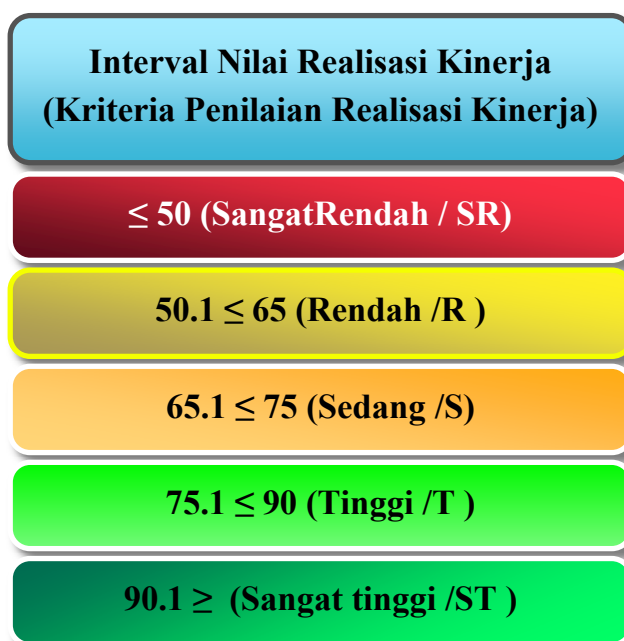 Interval Nilai Realisasi Kinerja
(Kriteria Penilaian Realisasi Kinerja)
≤ 50 (SangatRendah / SR)
50.1 ≤ 65 (Rendah /R )
65.1 ≤ 75 (Sedang /S)
75.1 ≤ 90 (Tinggi /T )
90.1 ≥ (Sangat tinggi /ST )